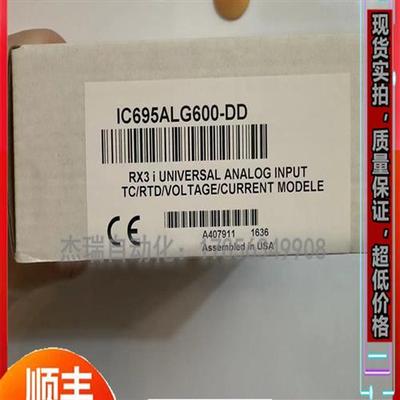 IC695ALG600-DD
RX3 i UNIVERSAL ANALOG INPUT
TC/RTD/VOLTAGE/CURRENT MODELE
CE
A407911 1636
Assembled in USA
杰瑞自动化:
现货实拍,质量保证,超低价格
顺丰